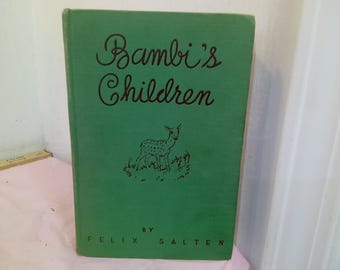 Bambi's
Children
BY
FELIX SALTEN